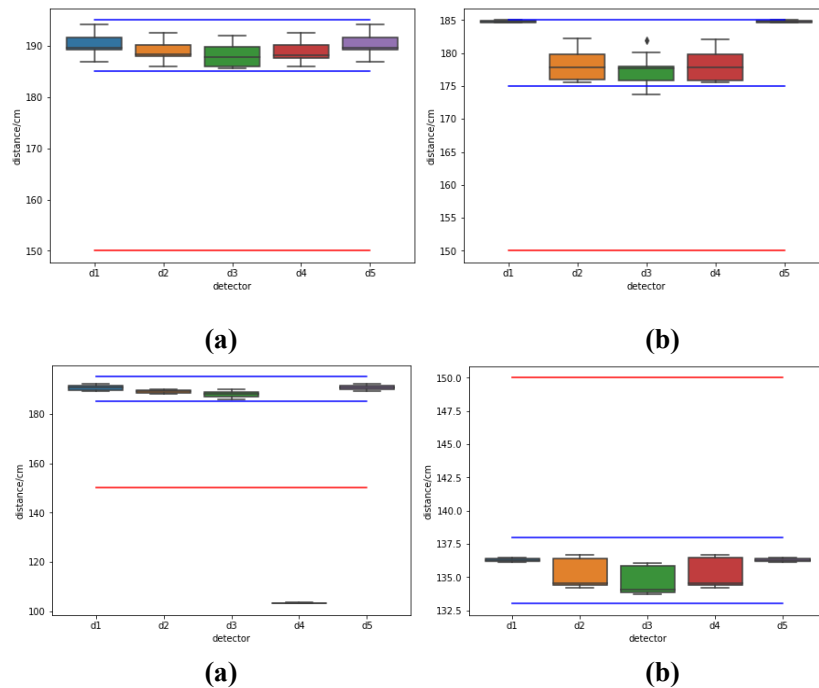 190
180
170
160
150
distance/cm
d1 d2 d3 d4 d5
detector
(a)
185
180
175
170
165
160
155
150
distance/cm
d1 d2 d3 d4 d5
detector
(b)
180
160
140
120
100
distance/cm
d1 d2 d3 d4 d5
detector
(a)
150.0
147.5
145.0
142.5
140.0
137.5
135.0
132.5
distance/cm
d1 d2 d3 d4 d5
detector
(b)